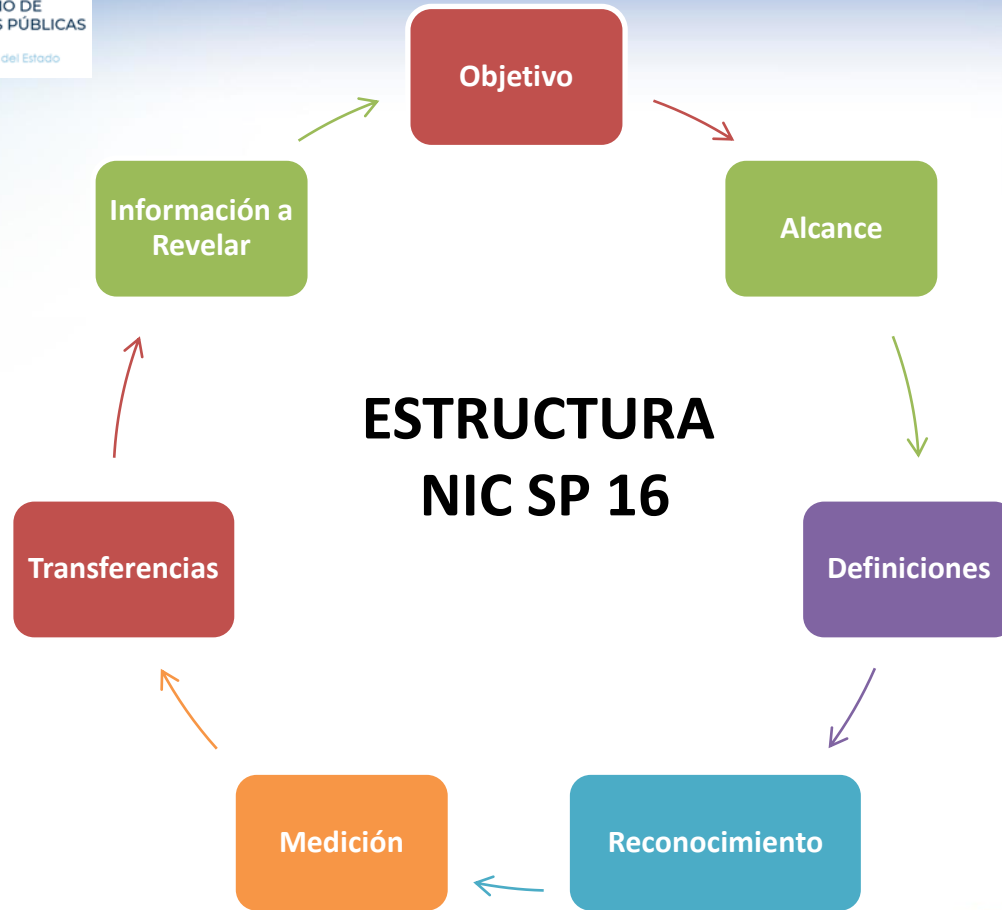 IO DE
S PÚBLICAS
del Estado
Objetivo
Información a
Revelar
Alcance
ESTRUCTURA
NIC SP 16
Transferencias
Definiciones
Medición
Reconocimiento